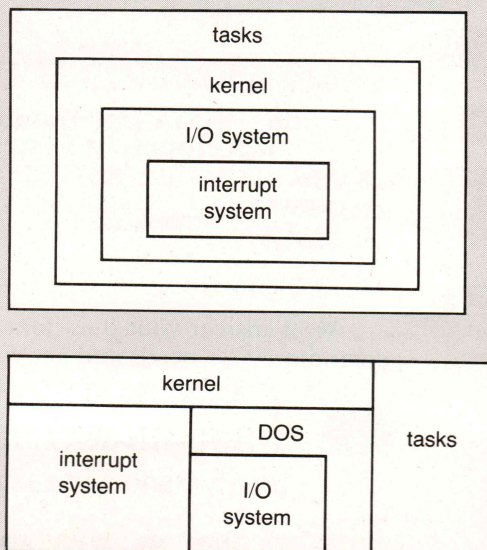 tasks
kernel
I/O system
interrupt
system
kernel
DOS
tasks
interrupt
system
I/O
system